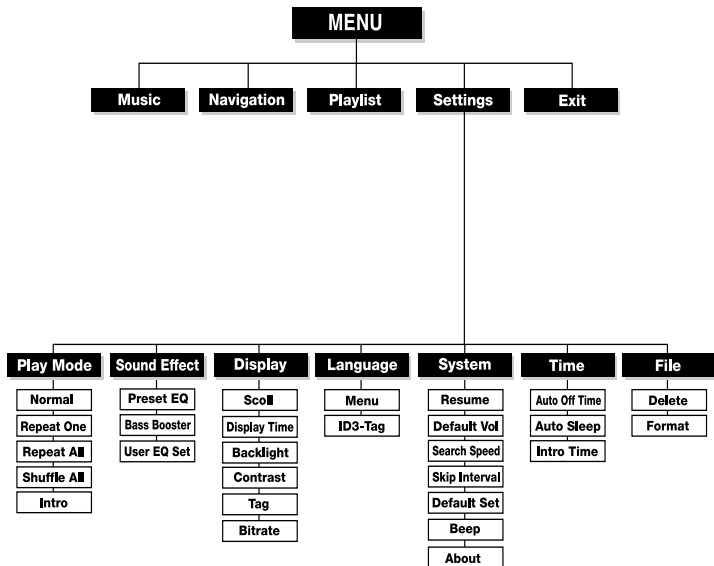 MENU
Music
Navigation
Playlist
Settings
Exit
Play Mode
Normal
Repeat One
Repeat All
Shuffle All
Intro
Sound Effect
Preset EQ
Bass Booster
User EQ Set
Display
Scoll
Display Time
Backlight
Contrast
Tag
Bitrate
Language
Menu
ID3-Tag
System
Resume
Default Vol
Search Speed
Skip Interval
Default Set
Beep
About
Time
Auto Off Time
Auto Sleep
Intro Time
File
Delete
Format